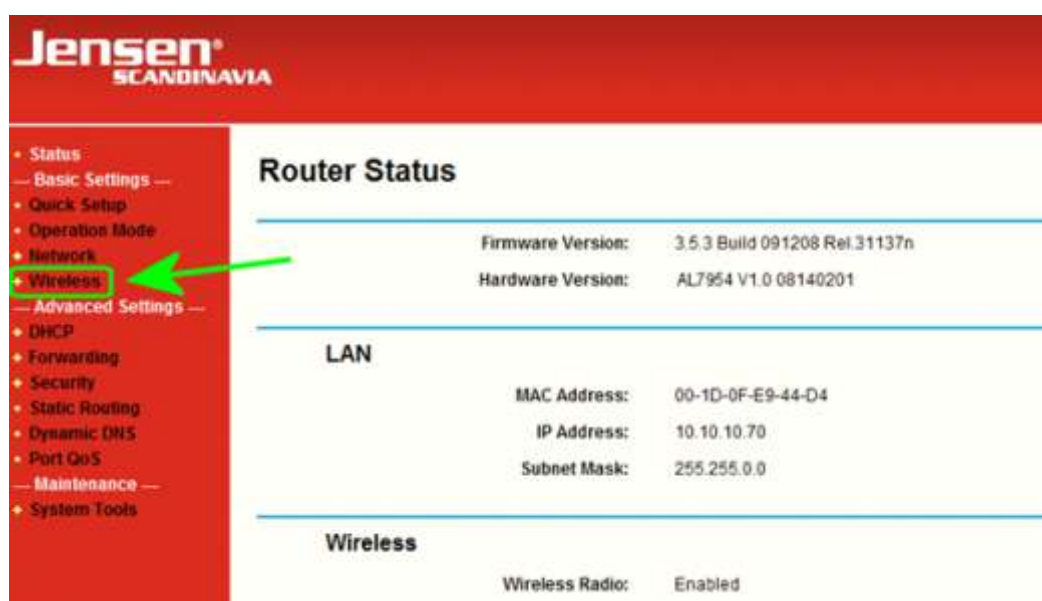 Jensen®
SCANDINAVIA
Status
— Basic Settings —
Quick Setup
Operation Mode
Network
Wireless
— Advanced Settings —
DHCP
Forwarding
Security
Static Routing
Dynamic DNS
Port QoS
— Maintenance —
System Tools
Router Status
Firmware Version: 3.5.3 Build 091208 Rel.31137n
Hardware Version: AL7954 V1.0 08140201
LAN
MAC Address: 00-1D-0F-E9-44-D4
IP Address: 10.10.10.70
Subnet Mask: 255.255.0.0
Wireless
Wireless Radio: Enabled